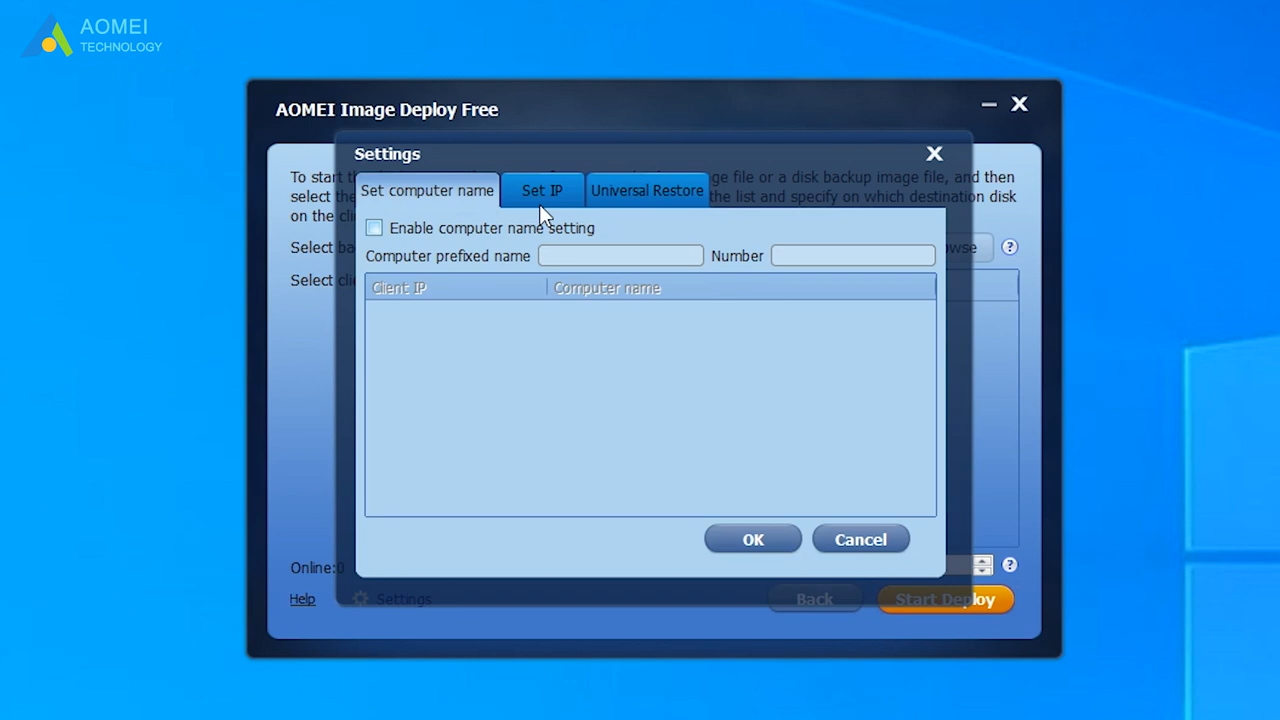 AOMEI
TECHNOLOGY
AOMEI Image Deploy Free
Settings
To start ge file or a disk backup image file, and then
select the the list and specify on which destination disk
on the cli
Set computer name Set IP Universal Restore
Enable computer name setting
Select ba wse ?
Computer prefixed name Number
Select cli
Client IP Computer name
OK Cancel
Online:0 ?
Help Settings Back Start Deploy